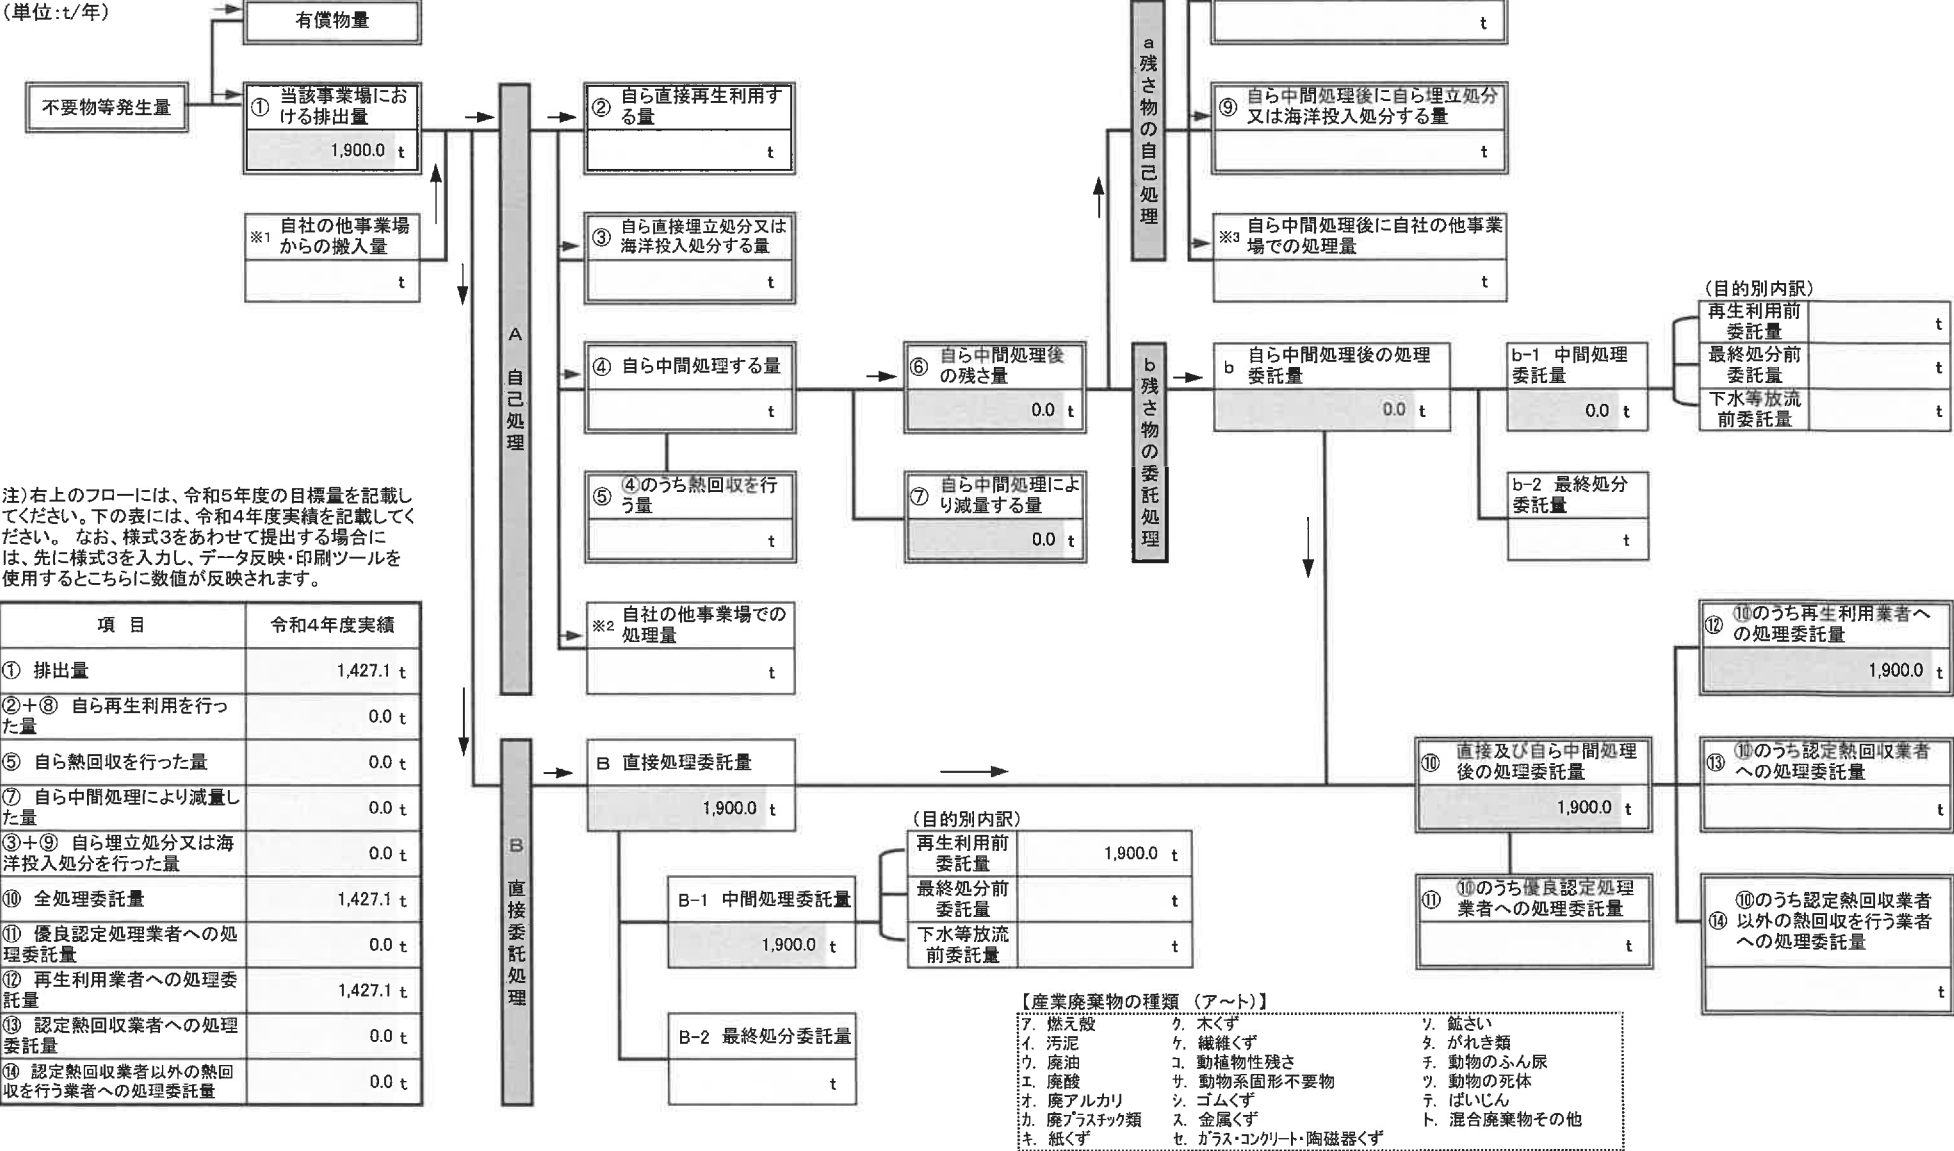 (単位:t/年)
有償物量
不要物等発生量
① 当該事業場にお
ける排出量
1,900.0 t
※1 自社の他事業場
からの搬入量
t
A 自己処理
② 自ら直接再生利用す
る量
t
③ 自ら直接埋立処分又は
海洋投入処分する量
t
④ 自ら中間処理する量
t
⑤ ④のうち熱回収を行
う量
t
※2 自社の他事業場での
処理量
t
⑥ 自ら中間処理後
の残さ量
0.0 t
⑦ 自ら中間処理によ
り減量する量
0.0 t
a 残さ物の自己処理
t
⑨ 自ら中間処理後に自ら埋立処分
又は海洋投入処分する量
t
※3 自ら中間処理後に自社の他事業
場での処理量
t
b 残さ物の委託処理
b 自ら中間処理後の処理
委託量
0.0 t
b-1 中間処理
委託量
0.0 t
(目的別内訳)
再生利用前
委託量
t
最終処分前
委託量
t
下水等放流
前委託量
t
b-2 最終処分
委託量
t
注)右上のフローには、令和5年度の目標量を記載し
てください。下の表には、令和4年度実績を記載してく
ださい。 なお、様式3をあわせて提出する場合に
は、先に様式3を入力し、データ反映・印刷ツールを
使用するとこちらに数値が反映されます。
項 目 令和4年度実績
① 排出量 1,427.1 t
②+⑧ 自ら再生利用を行っ
た量 0.0 t
⑤ 自ら熱回収を行った量 0.0 t
⑦ 自ら中間処理により減量し
た量 0.0 t
③+⑨ 自ら埋立処分又は海
洋投入処分を行った量 0.0 t
⑩ 全処理委託量 1,427.1 t
⑪ 優良認定処理業者への処
理委託量 0.0 t
⑫ 再生利用業者への処理委
託量 1,427.1 t
⑬ 認定熱回収業者への処理
委託量 0.0 t
⑭ 認定熱回収業者以外の熱回
収を行う業者への処理委託量 0.0 t
B 直接委託処理
B 直接処理委託量
1,900.0 t
B-1 中間処理委託量
1,900.0 t
(目的別内訳)
再生利用前
委託量
1,900.0 t
最終処分前
委託量
t
下水等放流
前委託量
t
B-2 最終処分委託量
t
⑩ 直接及び自ら中間処理
後の処理委託量
1,900.0 t
⑪ ⑩のうち優良認定処理
業者への処理委託量
t
⑫ ⑩のうち再生利用業者へ
の処理委託量
1,900.0 t
⑬ ⑩のうち認定熱回収業者
への処理委託量
t
⑭ ⑩のうち認定熱回収業者
以外の熱回収を行う業者
への処理委託量
t
【産業廃棄物の種類 (ア~ト)】
ア. 燃え殻 ク. 木くず ソ. 鉱さい
イ. 汚泥 ケ. 繊維くず タ. がれき類
ウ. 廃油 コ. 動植物性残さ チ. 動物のふん尿
エ. 廃酸 サ. 動物系固形不要物 ツ. 動物の死体
オ. 廃アルカリ シ. ゴムくず テ. ばいじん
カ. 廃プラスチック類 ス. 金属くず ト. 混合廃棄物その他
キ. 紙くず セ. ガラス・コンクリート・陶磁器くず